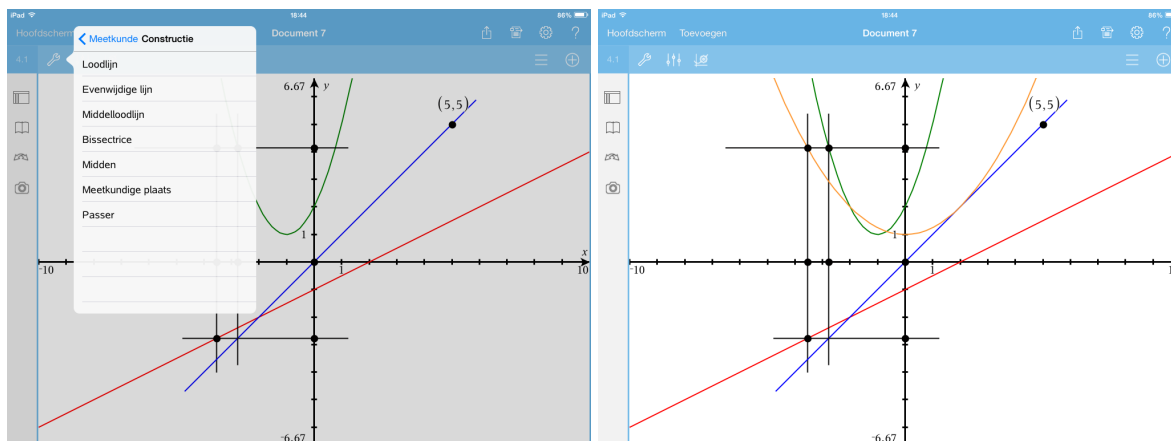 iPad 18:44 86%
Hoofdscherm Document 7 ?
4.1
Meetkunde Constructie
Loodlijn
Evenwijdige lijn
Middelloodlijn
Bissectrice
Midden
Meetkundige plaats
Passer
6.67 y
(5,5)
1
-10 1 x 10
-6.67
iPad 18:44 86%
Hoofdscherm Toevoegen Document 7 ?
4.1
6.67 y
(5,5)
1
-10 1 10
-6.67